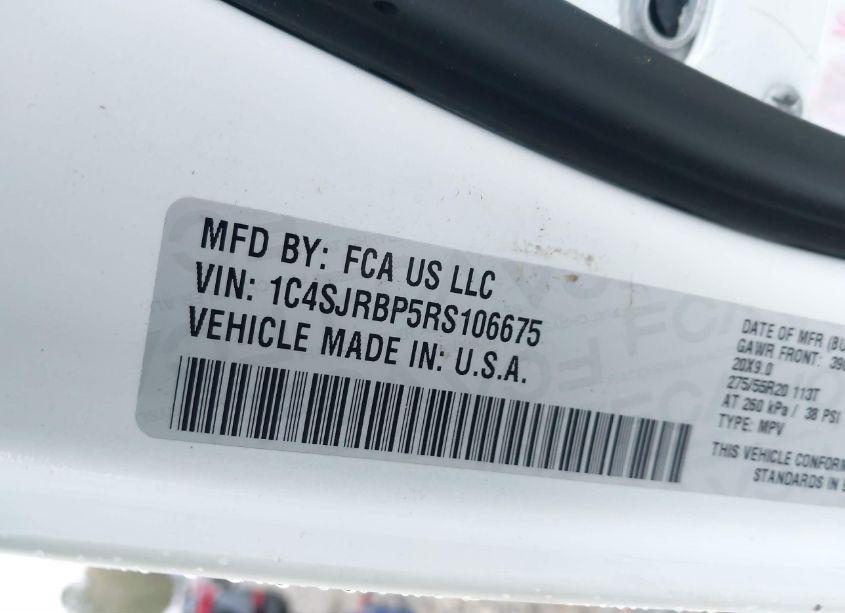 MFD BY: FCA US LLC
VIN: 1C4SJRBP5RS106675
VEHICLE MADE IN: U.S.A.
DATE OF MFR
GAWR FRONT:
20X9.0
275/55R20 113T
AT 260 kPa / 38 PSI
TYPE: MPV
THIS VEHICLE
STANDARDS IN